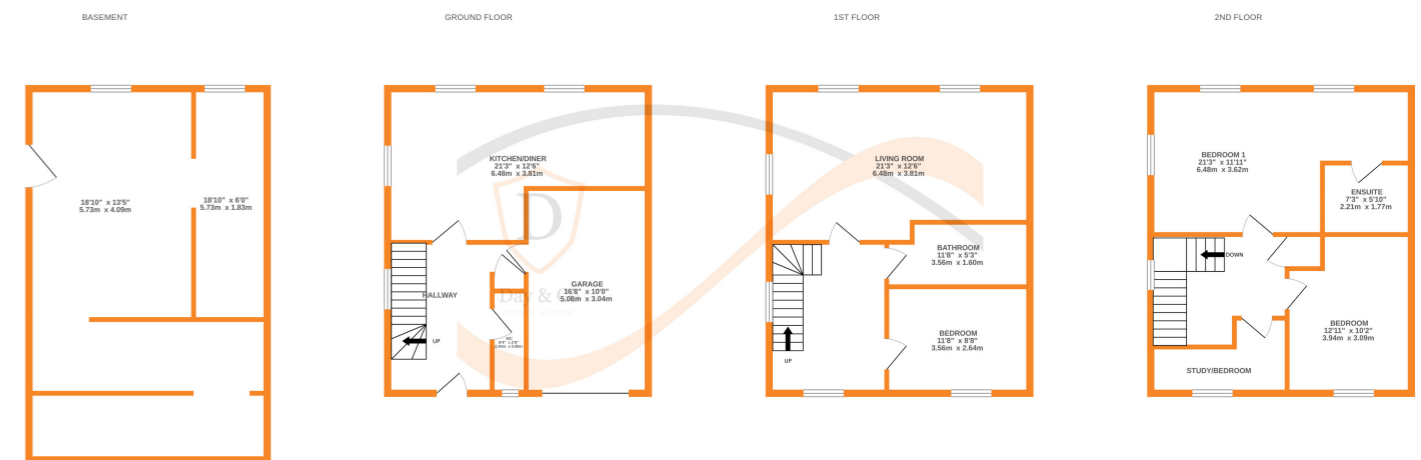 BASEMENT
GROUND FLOOR
1ST FLOOR
2ND FLOOR
18'10" x 13'5"
5.73m x 4.09m
18'10" x 6'0"
5.73m x 1.83m
KITCHEN/DINER
21'3" x 12'6"
6.48m x 3.81m
D
HALLWAY
UP
GARAGE
16'8" x 10'0"
5.08m x 3.04m
Day &
WC
LIVING ROOM
21'3" x 12'6"
6.48m x 3.81m
BATHROOM
11'8" x 5'3"
3.56m x 1.60m
BEDROOM
11'8" x 8'8"
3.56m x 2.64m
UP
BEDROOM 1
21'3" x 11'11"
6.48m x 3.62m
ENSUITE
7'3" x 5'10"
2.21m x 1.77m
DOWN
BEDROOM
12'11" x 10'2"
3.94m x 3.09m
STUDY/BEDROOM